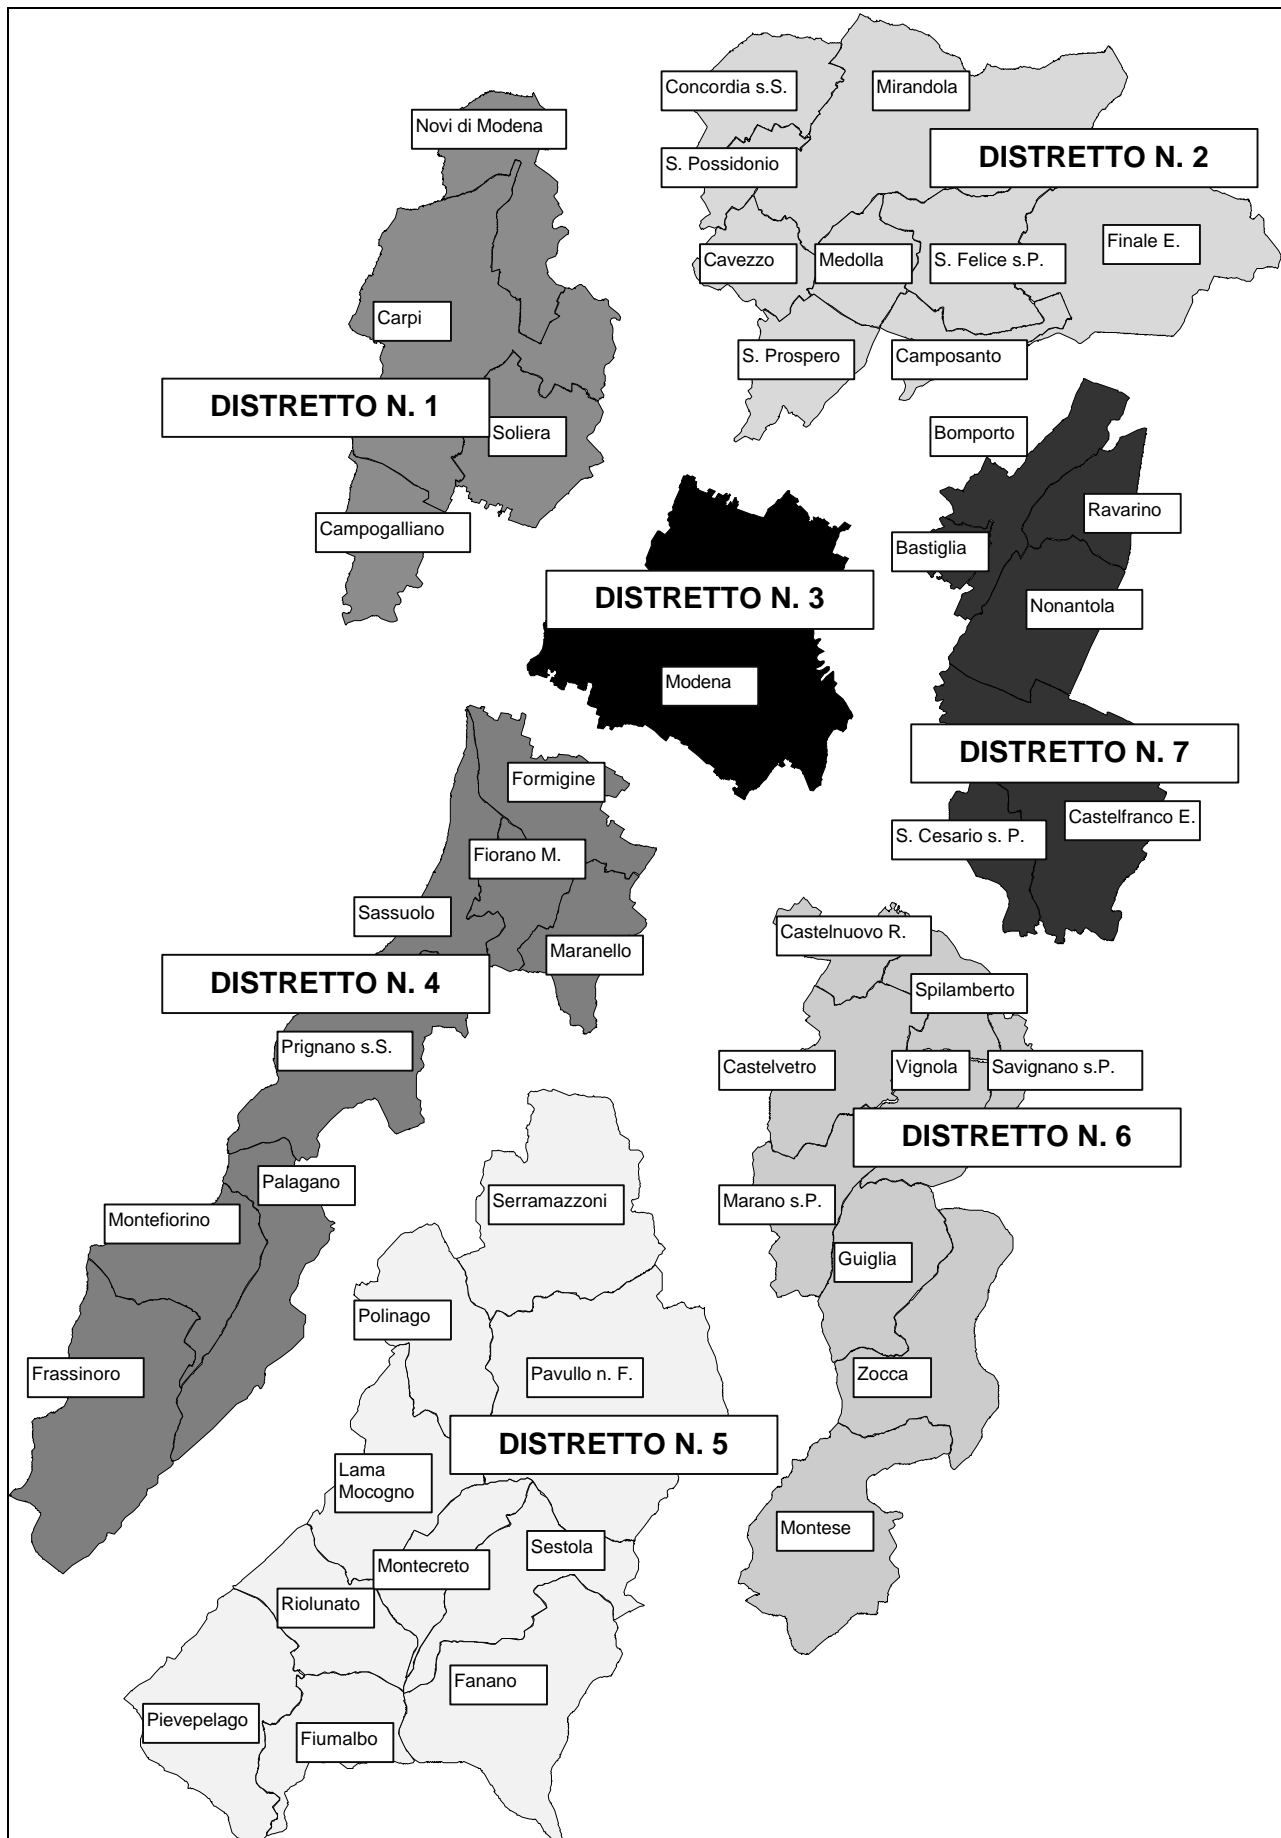 Novi di Modena
Carpi
DISTRETTO N. 1
Soliera
Campogalliano
Concordia s.S.
Mirandola
DISTRETTO N. 2
S. Possidonio
Cavezzo
Medolla
S. Felice s.P.
Finale E.
S. Prospero
Camposanto
DISTRETTO N. 3
Modena
Bomporto
Ravarino
Bastiglia
Nonantola
DISTRETTO N. 7
S. Cesario s. P.
Castelfranco E.
Formigine
Fiorano M.
Sassuolo
Maranello
DISTRETTO N. 4
Prignano s.S.
Palagano
Montefiorino
Frassinoro
Castelnuovo R.
Spilamberto
Castelvetro
Vignola
Savignano s.P.
DISTRETTO N. 6
Marano s.P.
Guiglia
Zocca
Montese
Serramazzoni
Polinago
Pavullo n. F.
DISTRETTO N. 5
Lama
Mocogno
Sestola
Montecreto
Riolunato
Fanano
Pievepelago
Fiumalbo